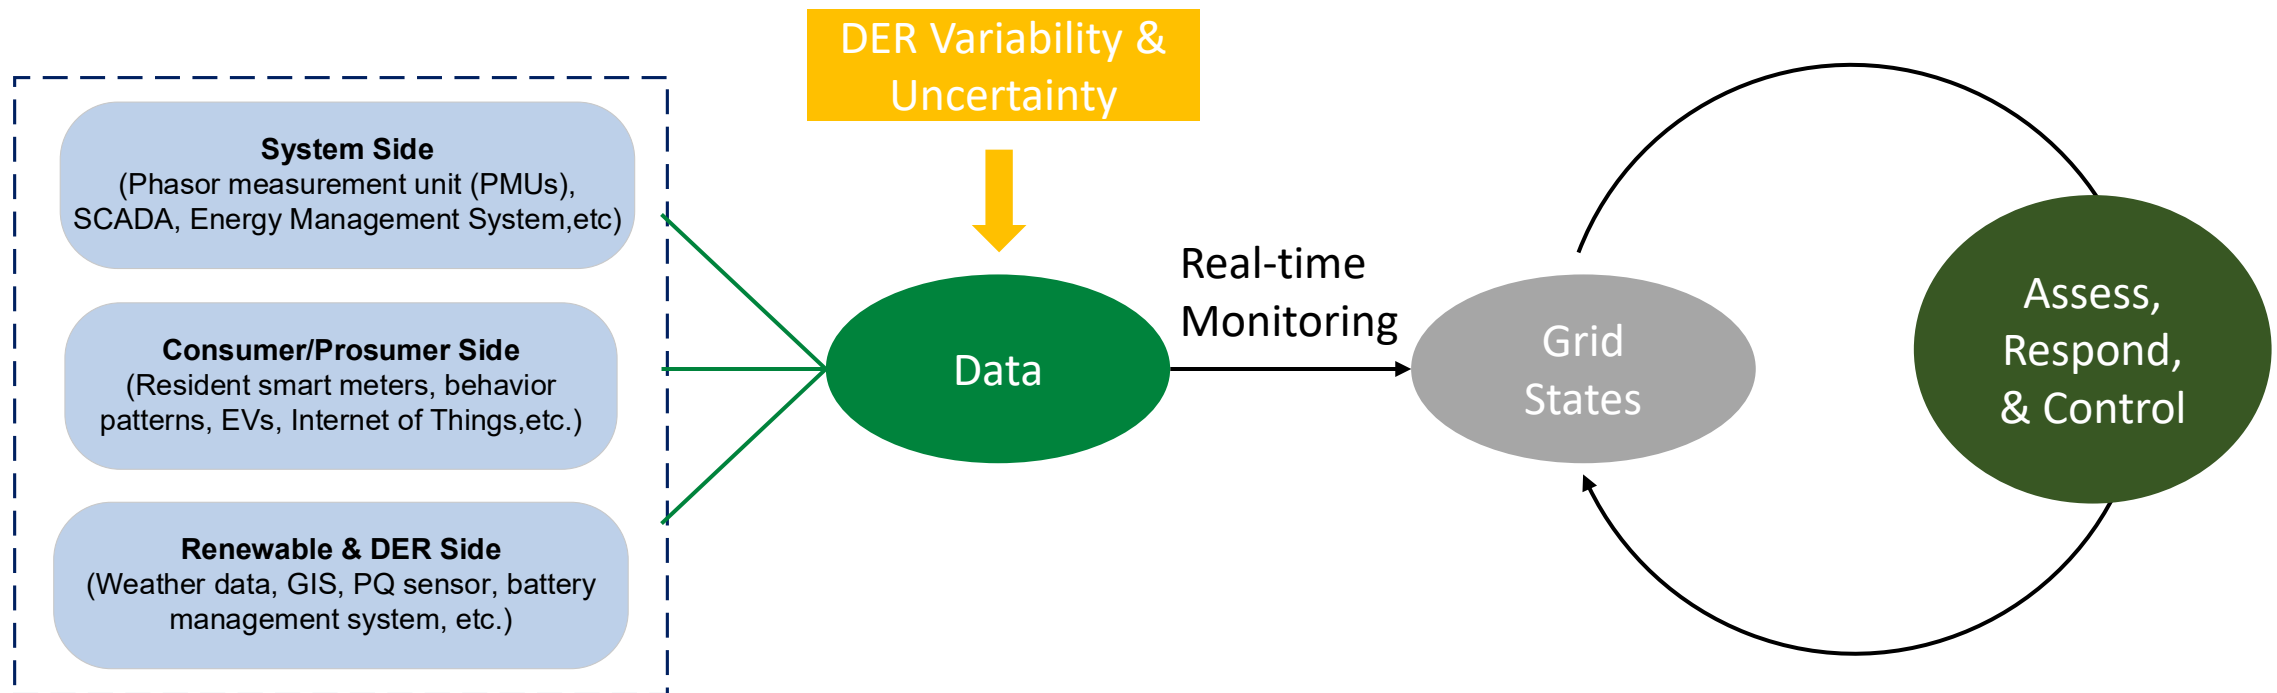 DER Variability &
Uncertainty
System Side
(Phasor measurement unit (PMUs),
SCADA, Energy Management System,etc)
Consumer/Prosumer Side
(Resident smart meters, behavior
patterns, EVs, Internet of Things,etc.)
Renewable & DER Side
(Weather data, GIS, PQ sensor, battery
management system, etc.)
Data
Real-time
Monitoring
Grid
States
Assess,
Respond,
& Control